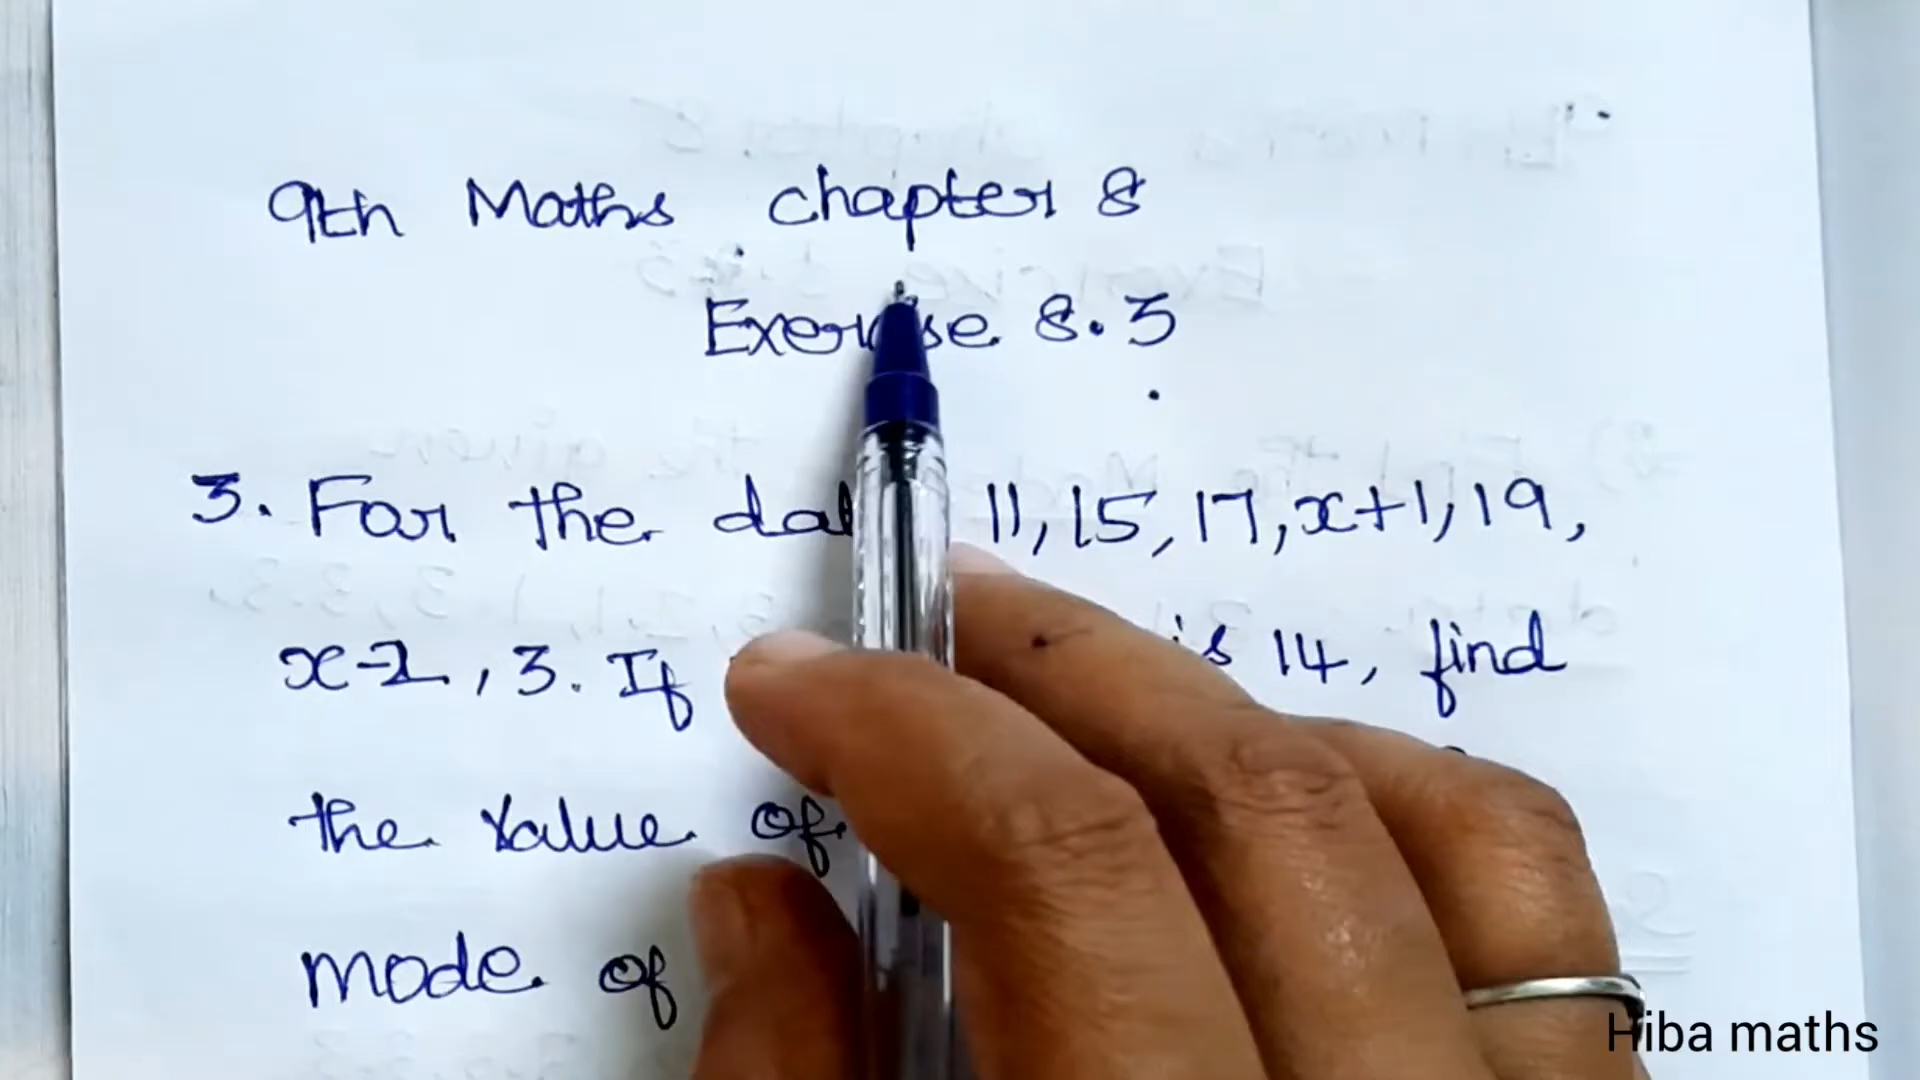 9th Maths chapter 8
Exercise 8.3
3. For the 11, 15, 17, x+1, 19,
x-2, 3. If is 14, find
the value of
mode of
Hiba maths